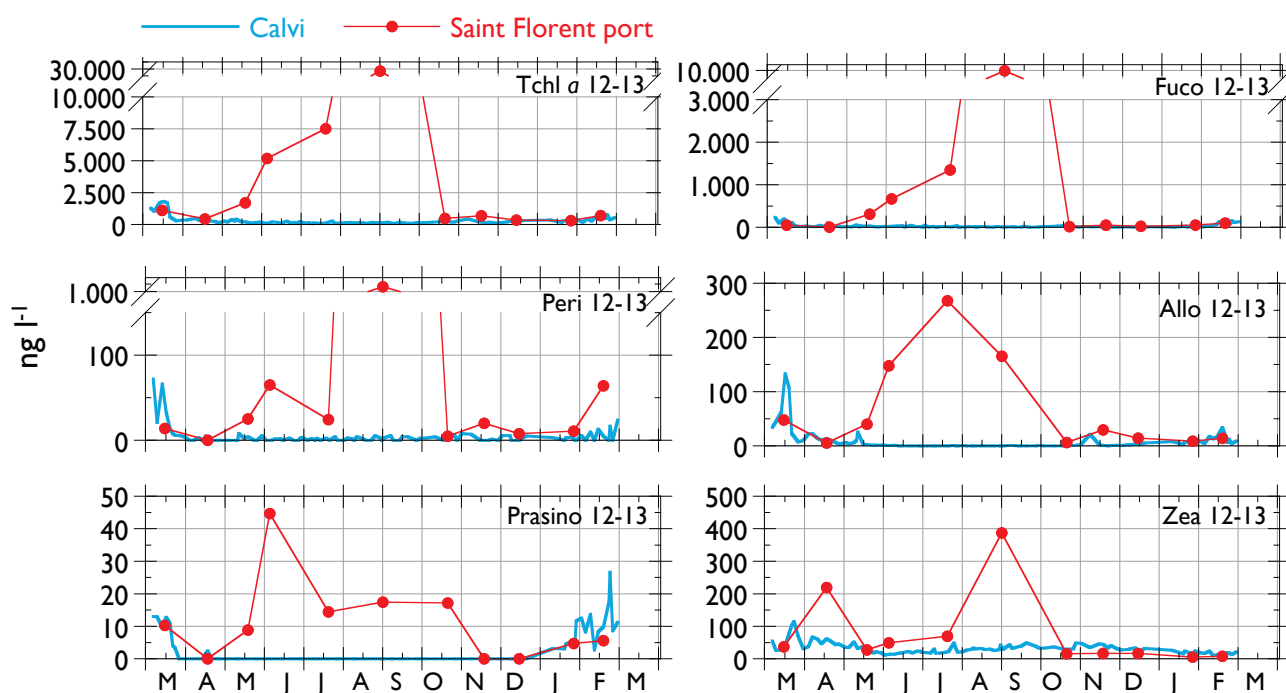 Calvi Saint Florent port
30.000 Tchl a 12-13
10.000
7.500
5.000
2.500
0
10.000 Fuco 12-13
3.000
2.000
1.000
0
ng l-1
1.000 Peri 12-13
100
0
300 Allo 12-13
200
100
0
50 Prasino 12-13
40
30
20
10
0
M A M J J A S O N D J F M
500 Zea 12-13
400
300
200
100
0
M A M J J A S O N D J F M